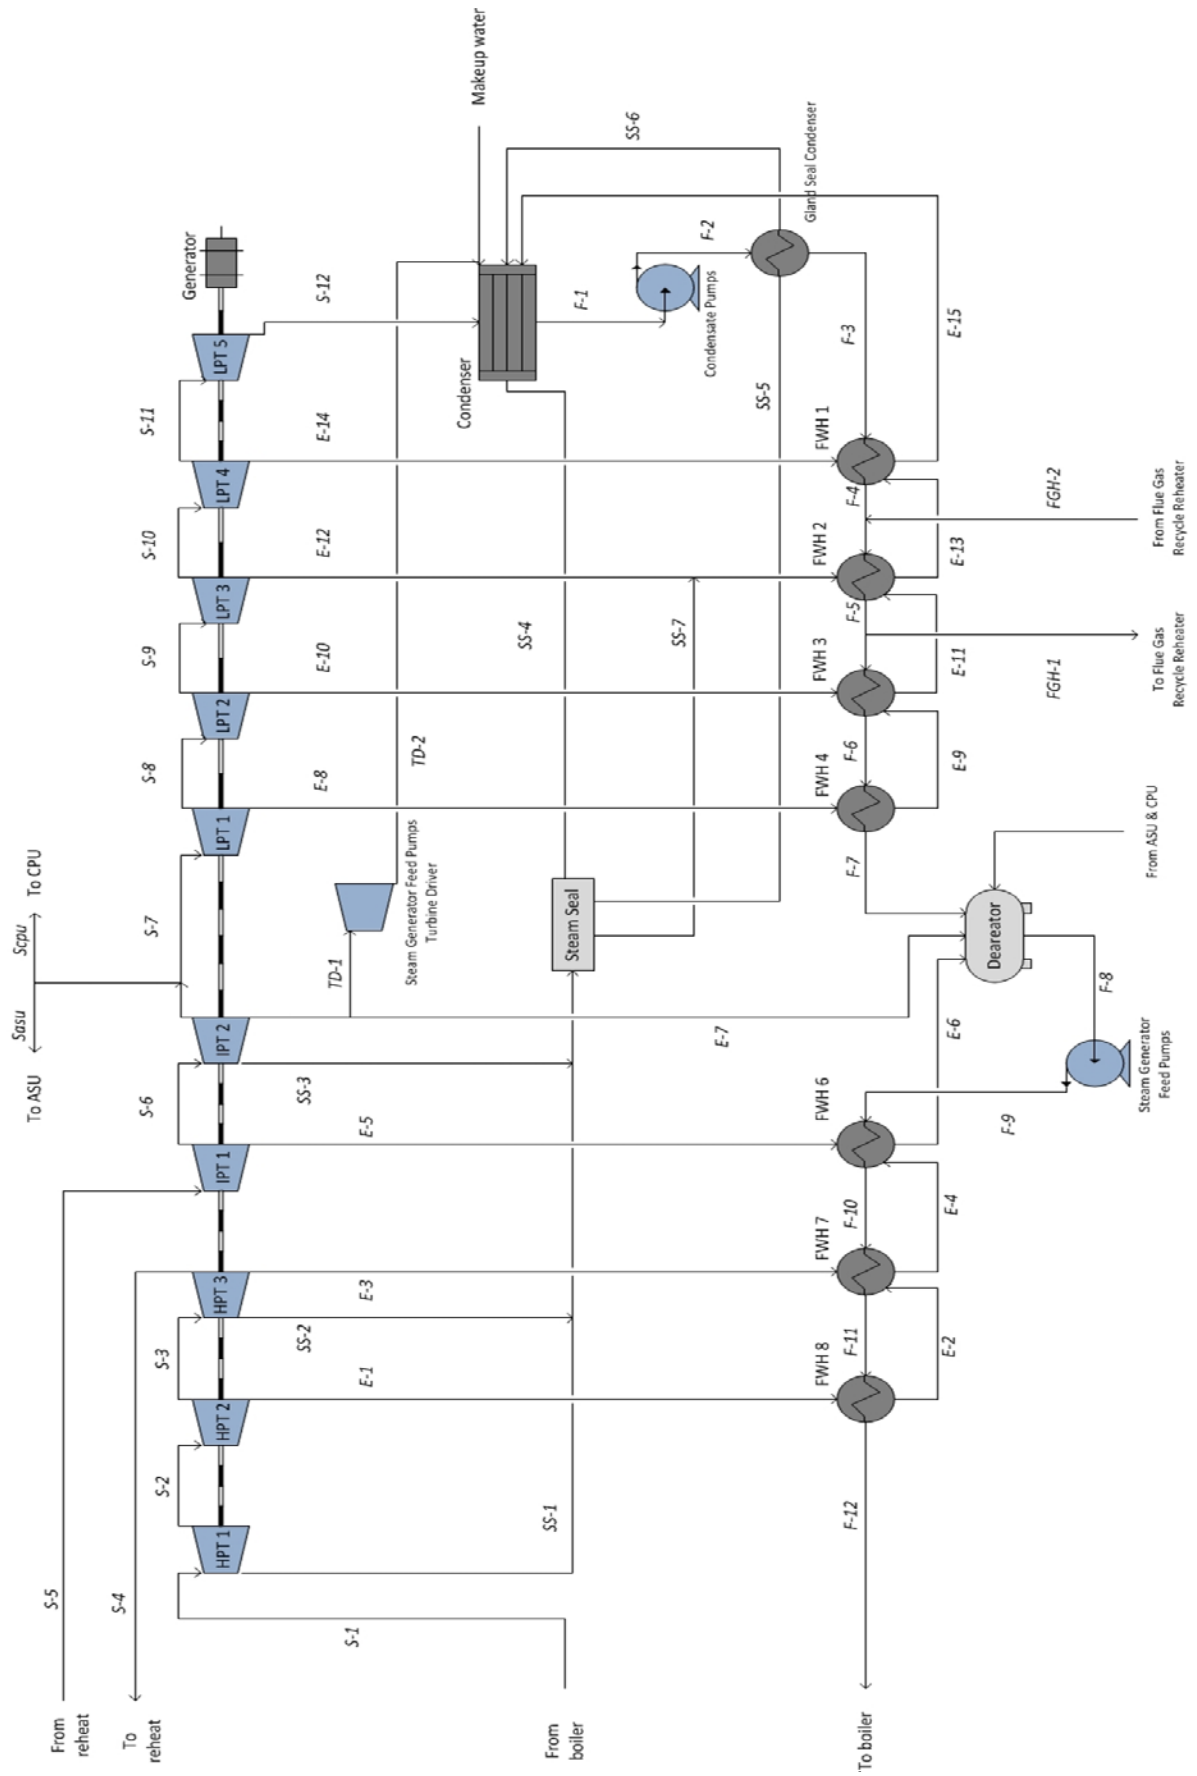 From
reheat
S-5
To
reheat
S-4
To ASU
Sasu
Scpu
To CPU
From
boiler
S-1
HPT 1
S-2
HPT 2
S-3
HPT 3
IPT 1
S-6
IPT 2
S-7
LPT 1
S-8
LPT 2
S-9
LPT 3
S-10
LPT 4
S-11
LPT 5
Generator
S-12
Makeup water
SS-1
E-1
SS-2
E-3
E-5
SS-3
TD-1
Steam Generator Feed Pumps
Turbine Driver
TD-2
E-8
E-10
E-12
E-14
Condenser
F-1
Condensate Pumps
F-2
SS-6
Gland Seal Condenser
Steam Seal
SS-4
SS-7
SS-5
E-7
To boiler
F-12
FWH 8
F-11
FWH 7
F-10
FWH 6
F-9
E-2
E-4
E-6
Steam Generator
Feed Pumps
F-8
Deareator
From ASU & CPU
F-7
FWH 4
F-6
FWH 3
F-5
FWH 2
F-4
FWH 1
F-3
E-9
E-11
E-13
E-15
FGH-1
To Flue Gas
Recycle Reheater
FGH-2
From Flue Gas
Recycle Reheater